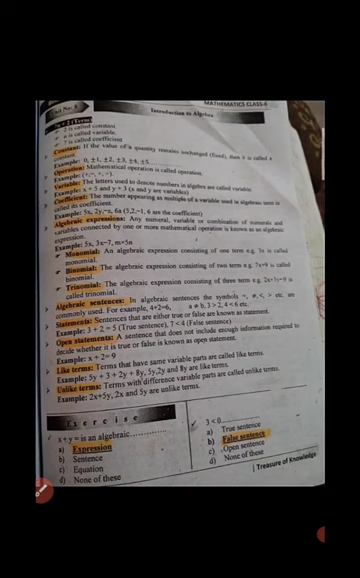 Unit No: 8
MATHEMATICS CLASS-6
Introduction to Algebra
(Term)
2 is called constant.
n is called variable.
7 is called coefficient
Constant: If the value of a quantity remains unchanged (fixed), then it is called a
constant.
Example: 0, ±1, ±2, ±3, ±4, ±5
Operation: Mathematical operation is called operation.
Example: (+,−, ×, ÷).
Variable: The letters used to denote numbers in algebra are called variable.
Example: x + 5 and y + 3 (x and y are variables)
Coefficient: The number appearing as multiple of a variable used in algebraic term is
called its coefficient.
Example: 5x, 2y, −z, 6a (5,2,−1, 6 are the coefficient)
Algebraic expressions: Any numeral, variable or combination of numerals and
variables connected by one or more mathematical operation is known as an algebraic
expression.
Example: 5x, 3x−7, m+5n
✓ Monomial: An algebraic expression consisting of one term e.g. 7x is called
monomial.
✓ Binomial: The algebraic expression consisting of two term e.g. 7x+9 is called
binomial.
✓ Trinomial: The algebraic expression consisting of three term e.g. is
called trinomial.
Algebraic sentences: In algebraic sentences the symbols =, ≠, <, > etc. are
commonly used. For example, 4+2=6, a ≠ b, 3 > 2, 4 < 6 etc.
Statements: Sentences that are either true or false are known as statement.
Example: 3 + 2 = 5 (True sentence), 7 < 4 (False sentence)
Open statements: A sentence that does not include enough information required to
decide whether it is true or false is known as open statement.
Example: x + 2= 9
Like terms: Terms that have same variable parts are called like terms.
Example: 5y + 3 + 2y + 8y, 5y,2y and 8y are like terms.
Unlike terms: Terms with difference variable parts are called unlike terms.
Example: 2x+5y, 2x and 5y are unlike terms.
Exercise
x + y = is an algebraic..............
a) Expression
b) Sentence
c) Equation
d) None of these
3 < 0..............
a) True sentence
b) False sentence
c) Open sentence
d) None of these
| Treasure of Knowledge